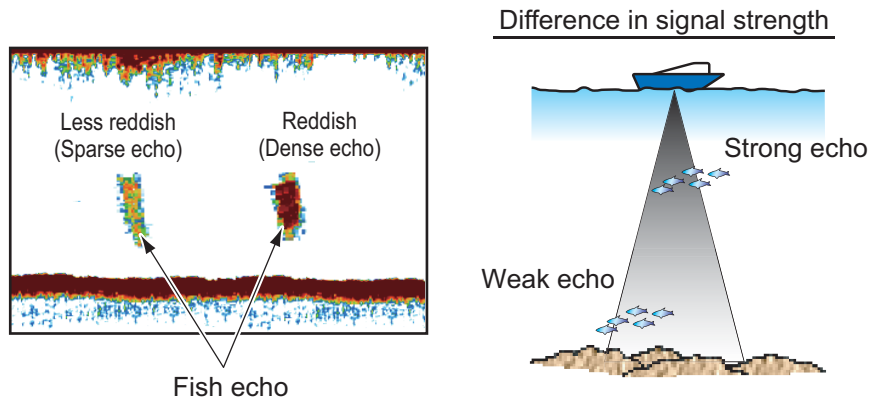 Difference in signal strength
Less reddish
(Sparse echo)
Reddish
(Dense echo)
Fish echo
Strong echo
Weak echo